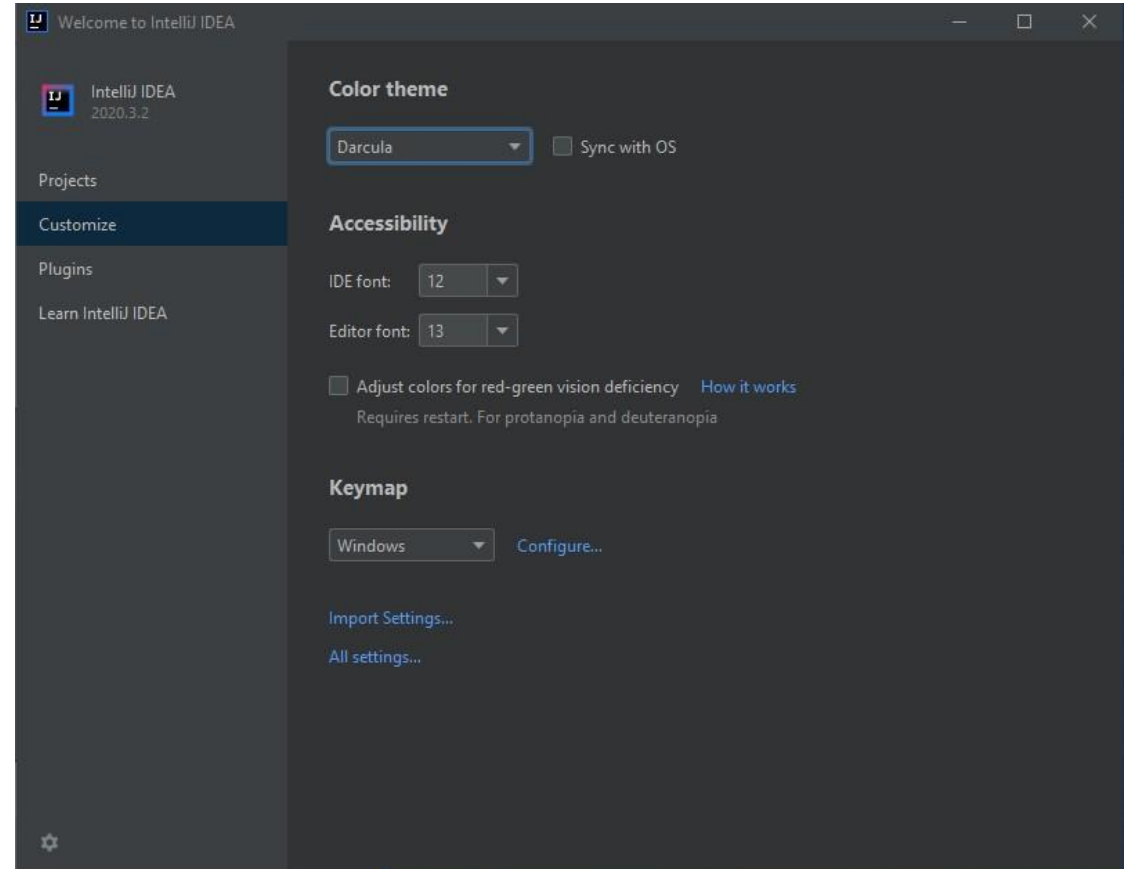 Welcome to IntelliJ IDEA
IJ
IntelliJ IDEA
2020.3.2
Projects
Customize
Plugins
Learn IntelliJ IDEA
Color theme
Darcula Sync with OS
Accessibility
IDE font: 12
Editor font: 13
Adjust colors for red-green vision deficiency How it works
Requires restart. For protanopia and deuteranopia
Keymap
Windows Configure...
Import Settings...
All settings...